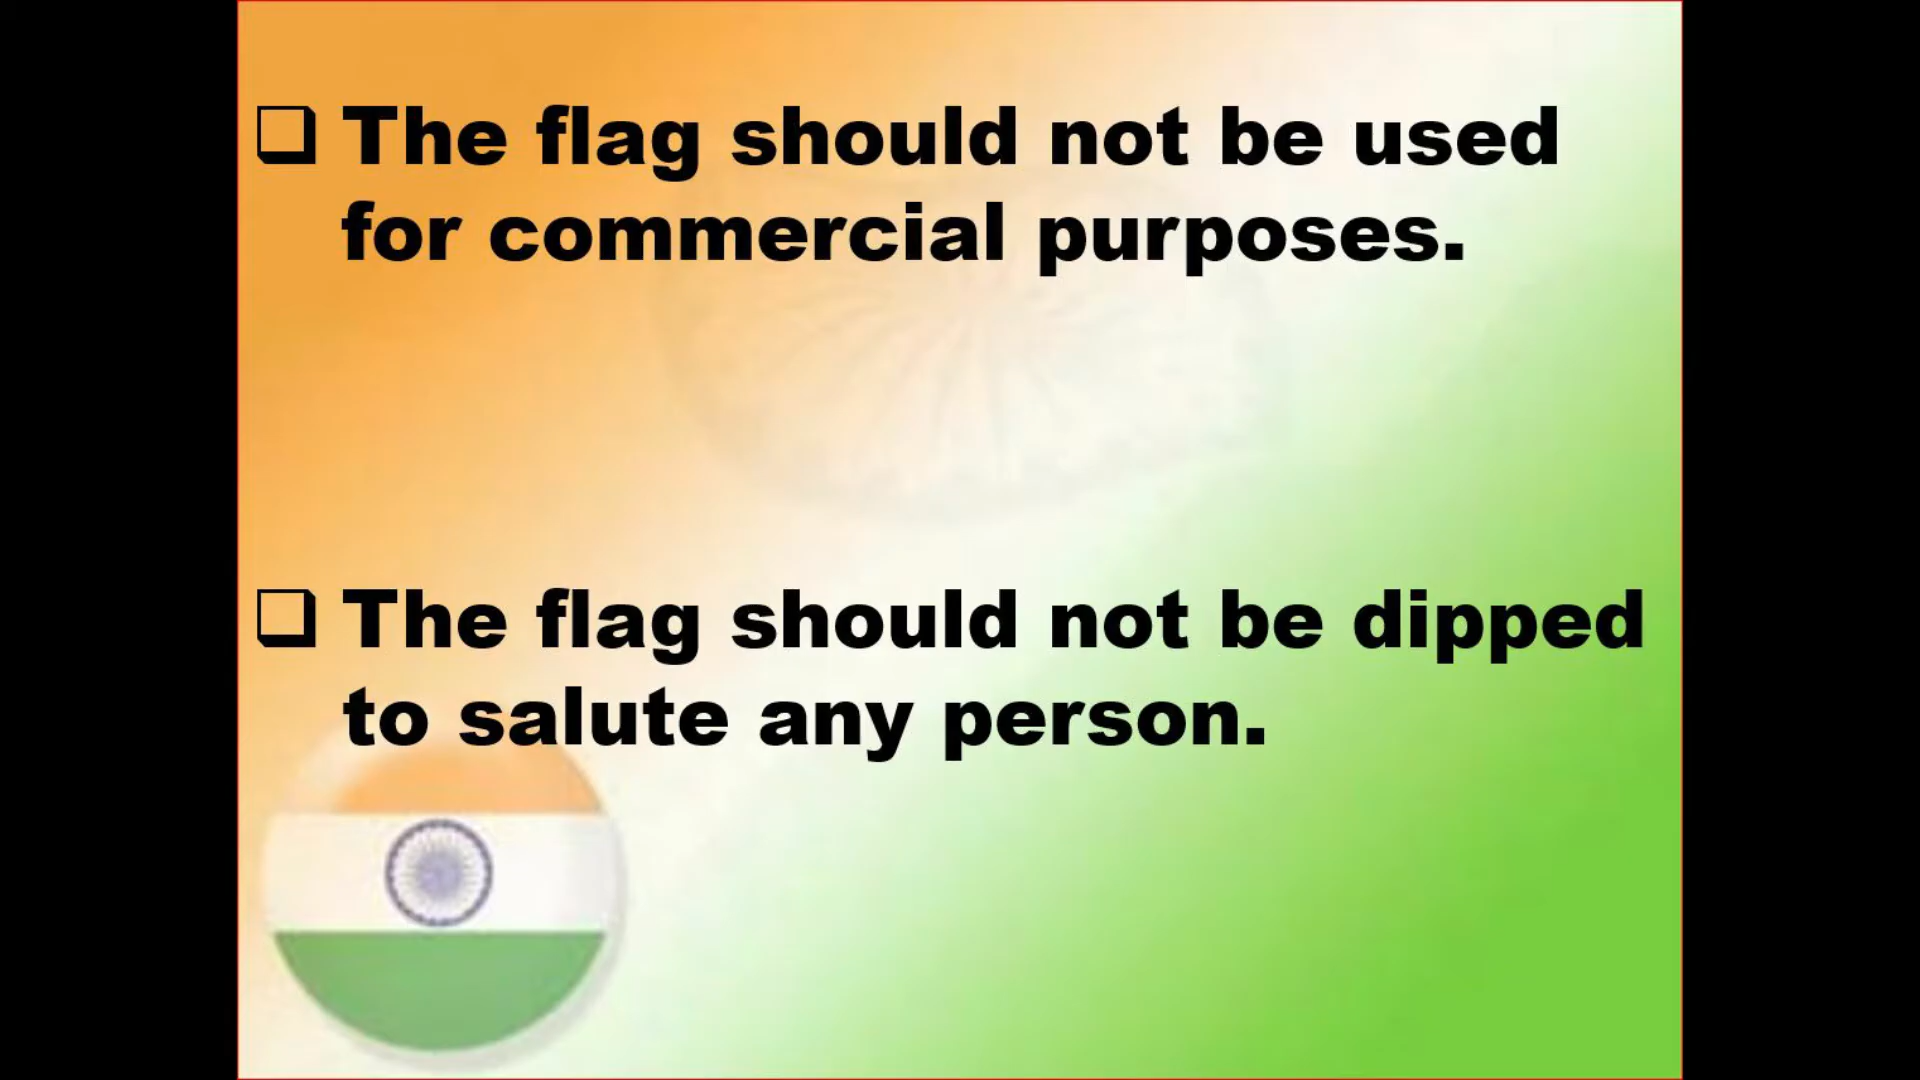 ❑ The flag should not be used
for commercial purposes.
❑ The flag should not be dipped
to salute any person.